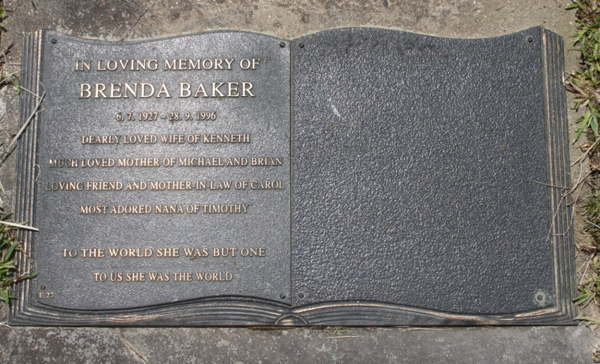 IN LOVING MEMORY OF
BRENDA BAKER
6. 7. 1927 - 28. 9. 1996
DEARLY LOVED WIFE OF KENNETH
MUCH LOVED MOTHER OF MICHAEL AND BRIYN
LOVING FRIEND AND MOTHER-IN-LAW OF CAROL
MOST ADORED NANA OF TIMOTHY
TO THE WORLD SHE WAS BUT ONE
TO US SHE WAS THE WORLD